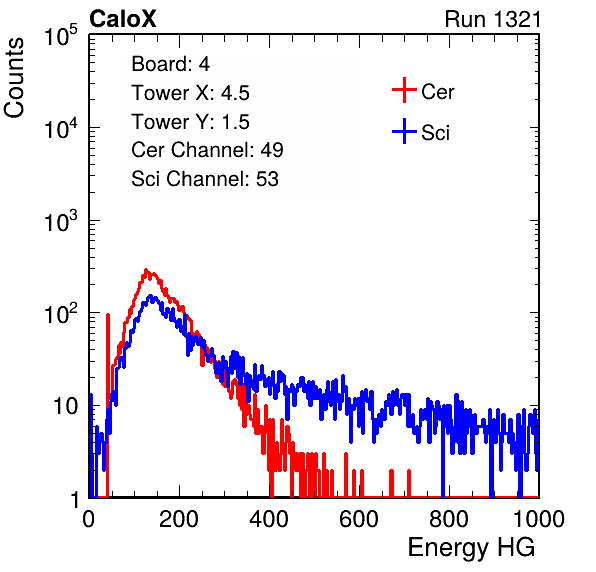 CaloX Run 1321
Counts
10^5
10^4
10^3
10^2
10
1
Board: 4
Tower X: 4.5
Tower Y: 1.5
Cer Channel: 49
Sci Channel: 53
Cer
Sci
0 200 400 600 800 1000
Energy HG